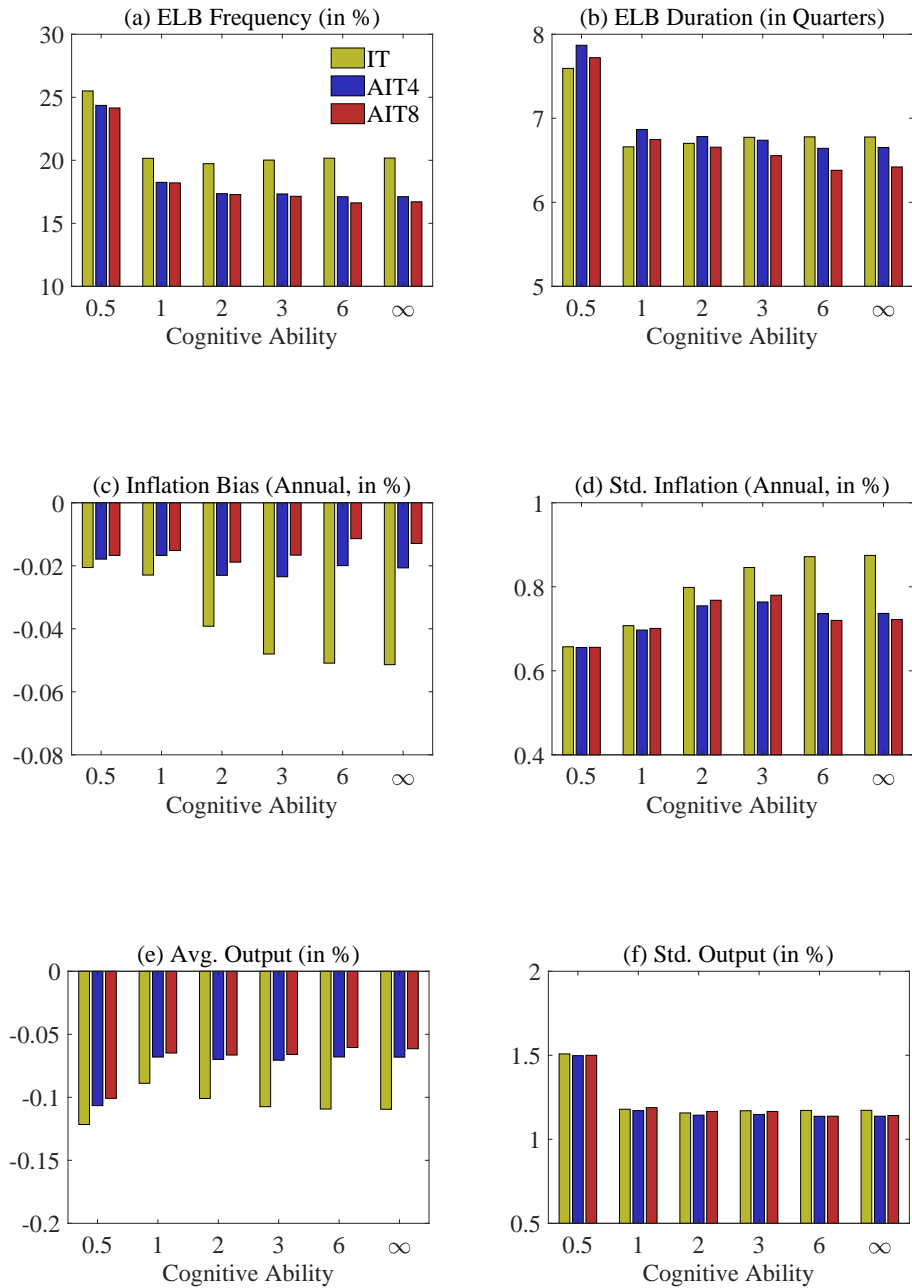 (a) ELB Frequency (in %)
30
25
20
15
10
IT
AIT4
AIT8
0.5 1 2 3 6 ∞
Cognitive Ability
(b) ELB Duration (in Quarters)
8
7
6
5
0.5 1 2 3 6 ∞
Cognitive Ability
(c) Inflation Bias (Annual, in %)
0
-0.02
-0.04
-0.06
-0.08
0.5 1 2 3 6 ∞
Cognitive Ability
(d) Std. Inflation (Annual, in %)
1
0.8
0.6
0.4
0.5 1 2 3 6 ∞
Cognitive Ability
(e) Avg. Output (in %)
0
-0.05
-0.1
-0.15
-0.2
0.5 1 2 3 6 ∞
Cognitive Ability
(f) Std. Output (in %)
2
1.5
1
0.5
0.5 1 2 3 6 ∞
Cognitive Ability